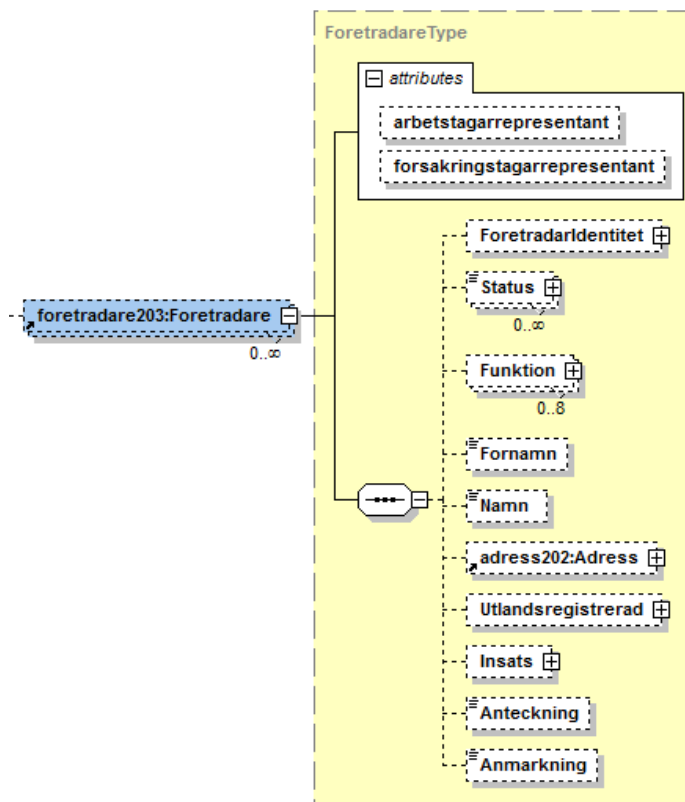 ForetradareType
attributes
arbetstagarrepresentant
forsakringstagarrepresentant
ForetradarIdentitet
Status
0..∞
foretradare203:Foretradare
0..∞
Funktion
0..8
Fornamn
Namn
adress202:Adress
Utlandsregistrerad
Insats
Anteckning
Anmarkning